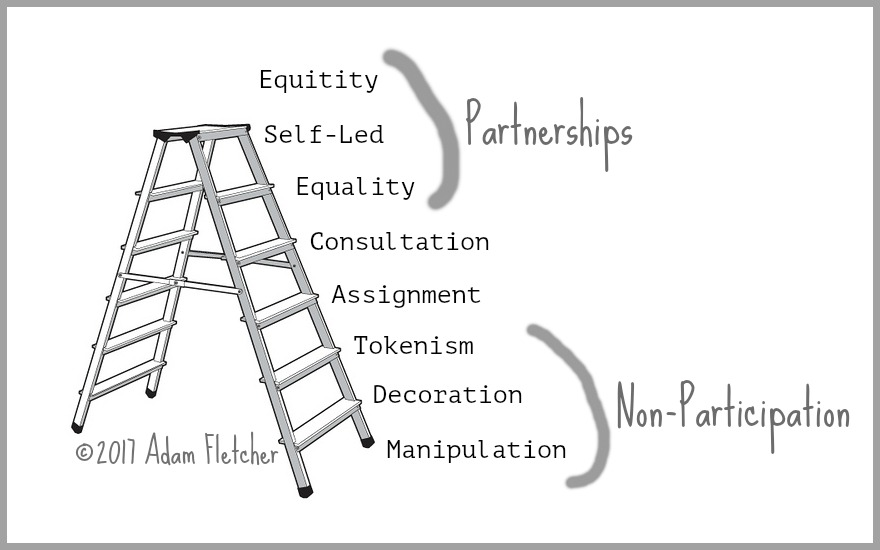 Equitity
Self-Led
Partnerships
Equality
Consultation
Assignment
Tokenism
Decoration
Non-Participation
Manipulation
©2017 Adam Fletcher